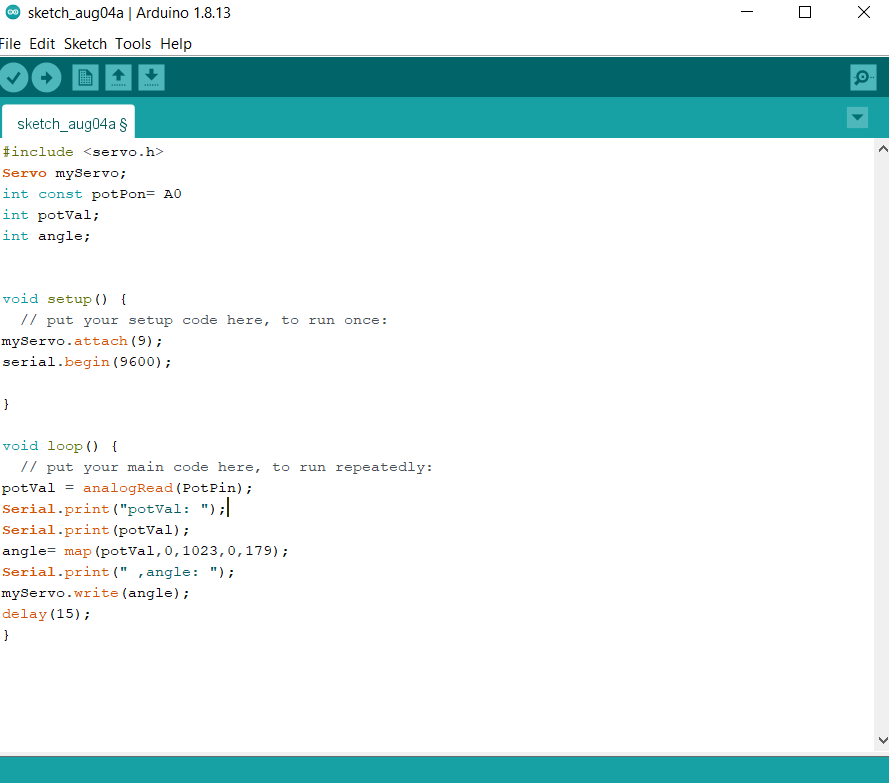 sketch_aug04a | Arduino 1.8.13
File Edit Sketch Tools Help
sketch_aug04a §
#include <servo.h>
Servo myServo;
int const potPon= A0
int potVal;
int angle;
void setup() {
  // put your setup code here, to run once:
myServo.attach(9);
serial.begin(9600);
}
void loop() {
  // put your main code here, to run repeatedly:
potVal = analogRead(PotPin);
Serial.print("potVal: ");
Serial.print(potVal);
angle= map(potVal,0,1023,0,179);
Serial.print(" ,angle: ");
myServo.write(angle);
delay(15);
}